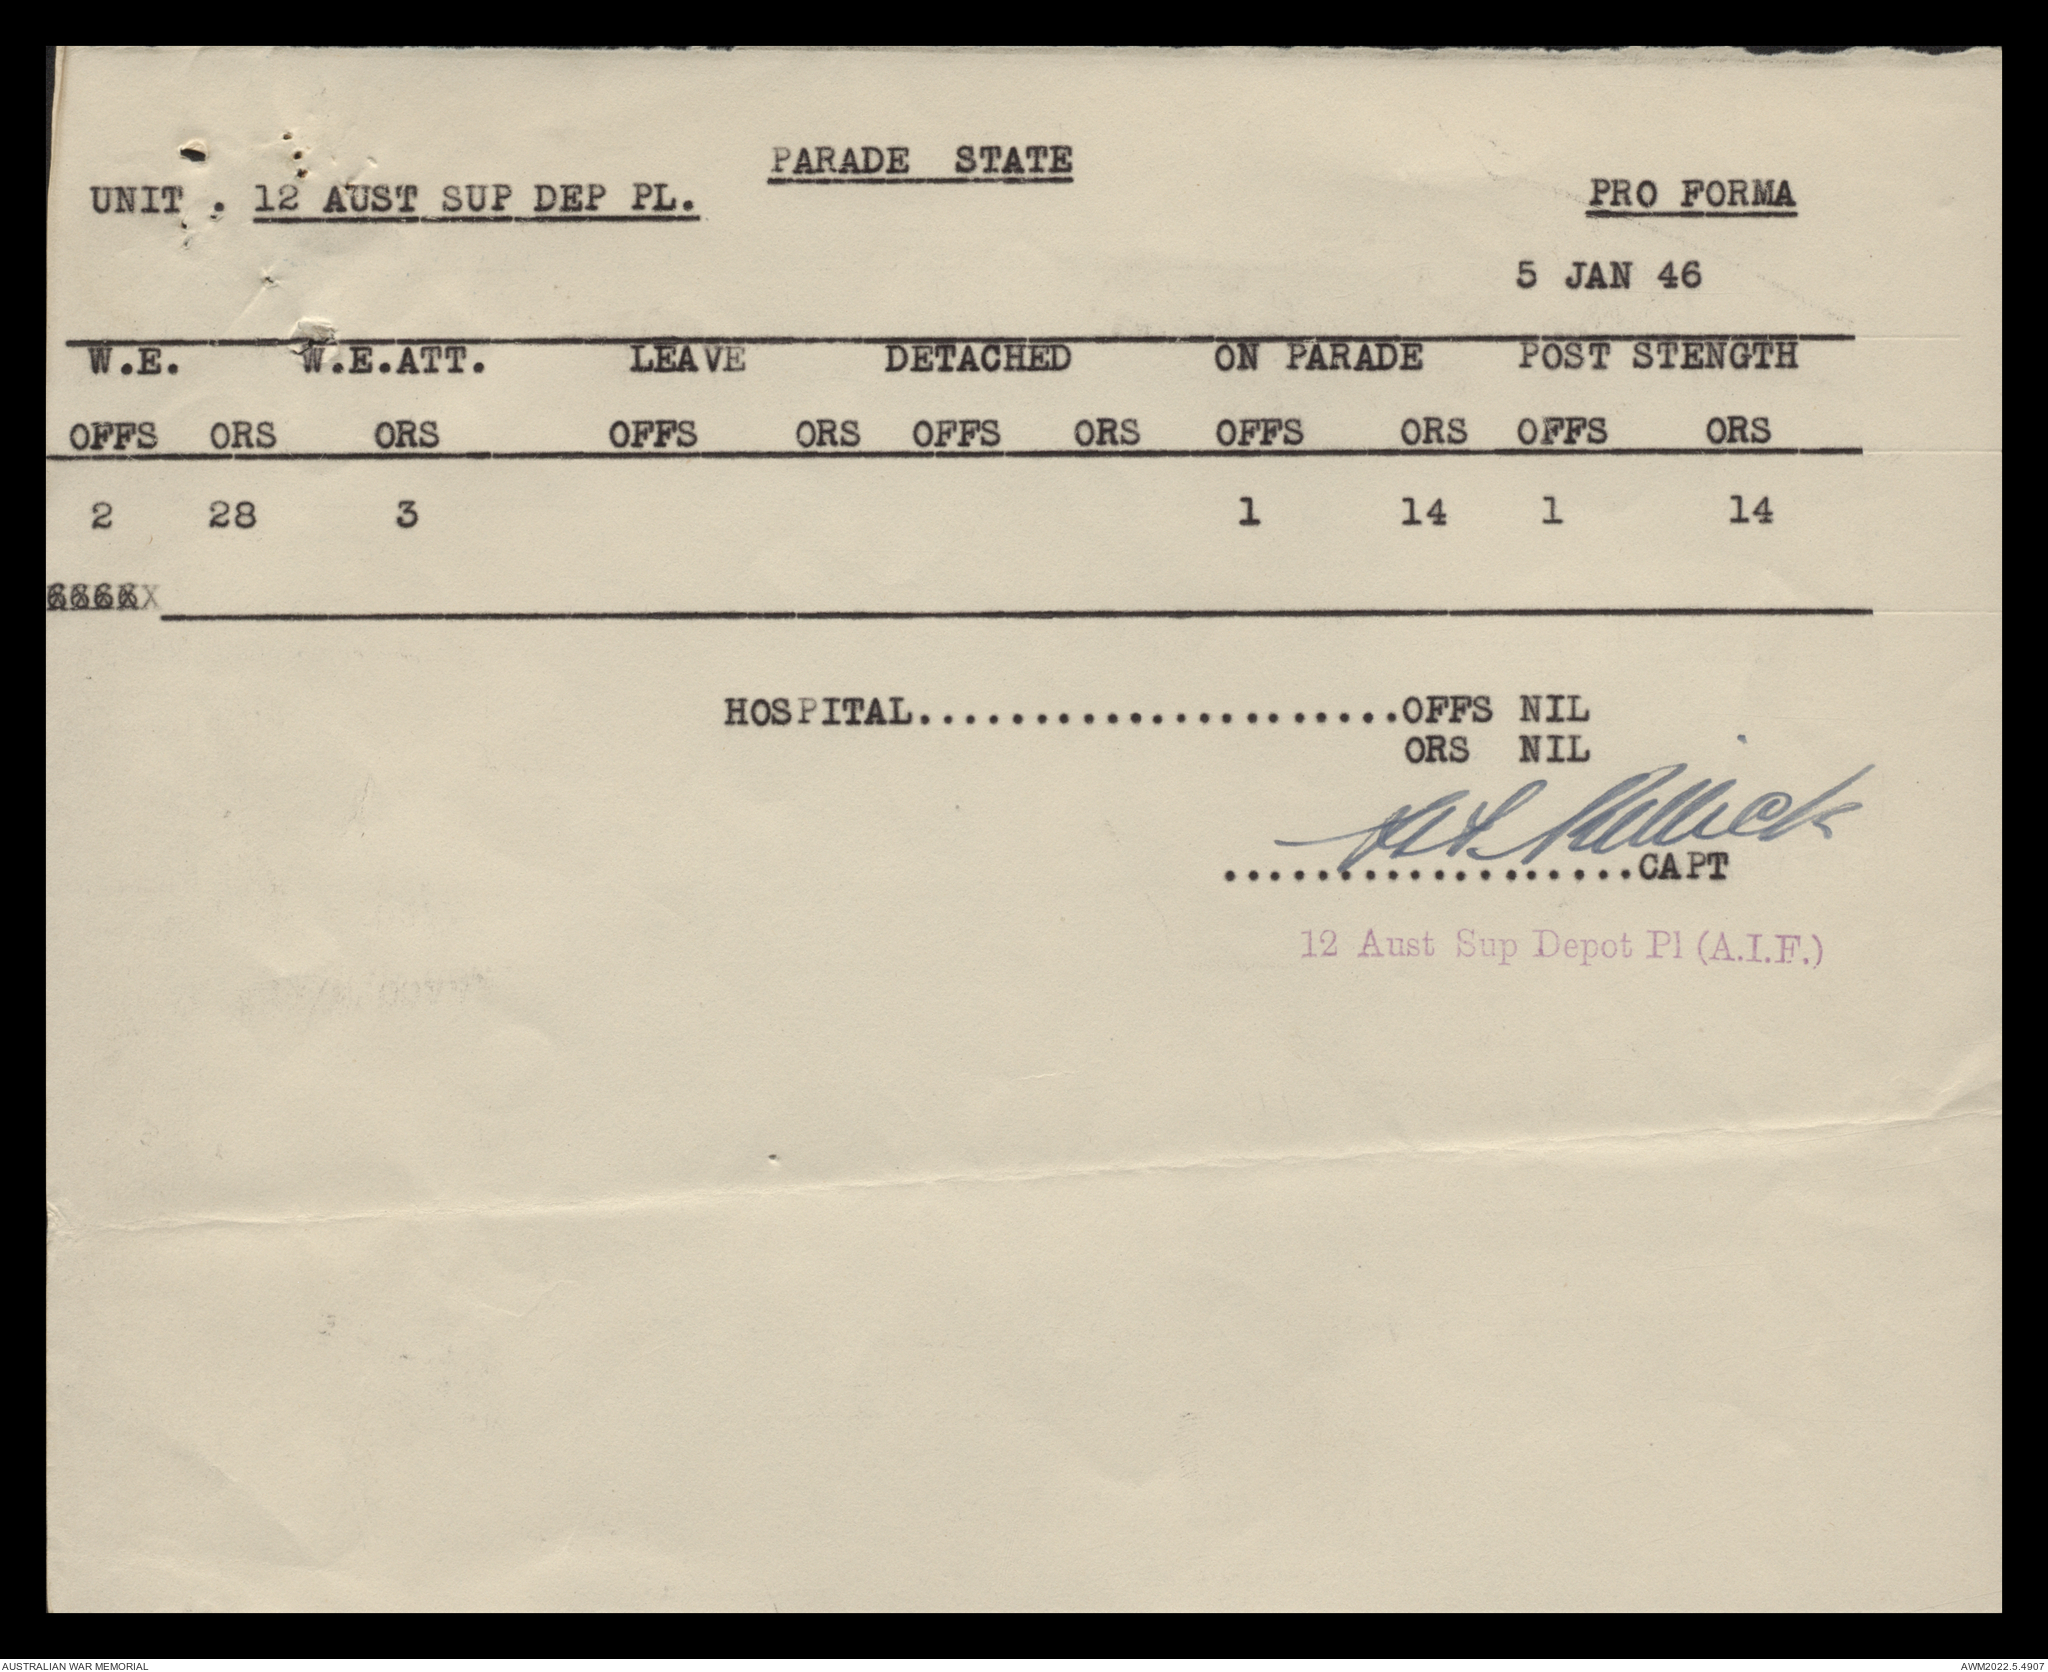 PARADE STATE
UNIT . 12 AUST SUP DEP PL.
PRO FORMA
5 JAN 46
W.E. W.E.ATT. LEAVE DETACHED ON PARADE POST STENGTH
OFFS ORS ORS OFFS ORS OFFS ORS OFFS ORS OFFS ORS
2 28 3 1 14 1 14
HOSPITAL.....................OFFS NIL
ORS NIL
..................CAPT
12 Aust Sup Depot Pl (A.I.F.)
AUSTRALIAN WAR MEMORIAL
AWM2022.5.4907